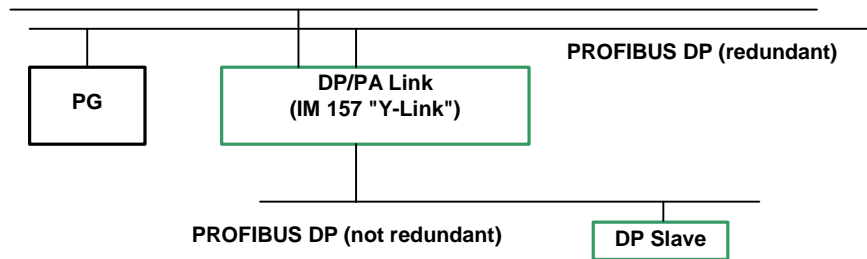 PROFIBUS DP (redundant)
PG
DP/PA Link
(IM 157 "Y-Link")
PROFIBUS DP (not redundant)
DP Slave